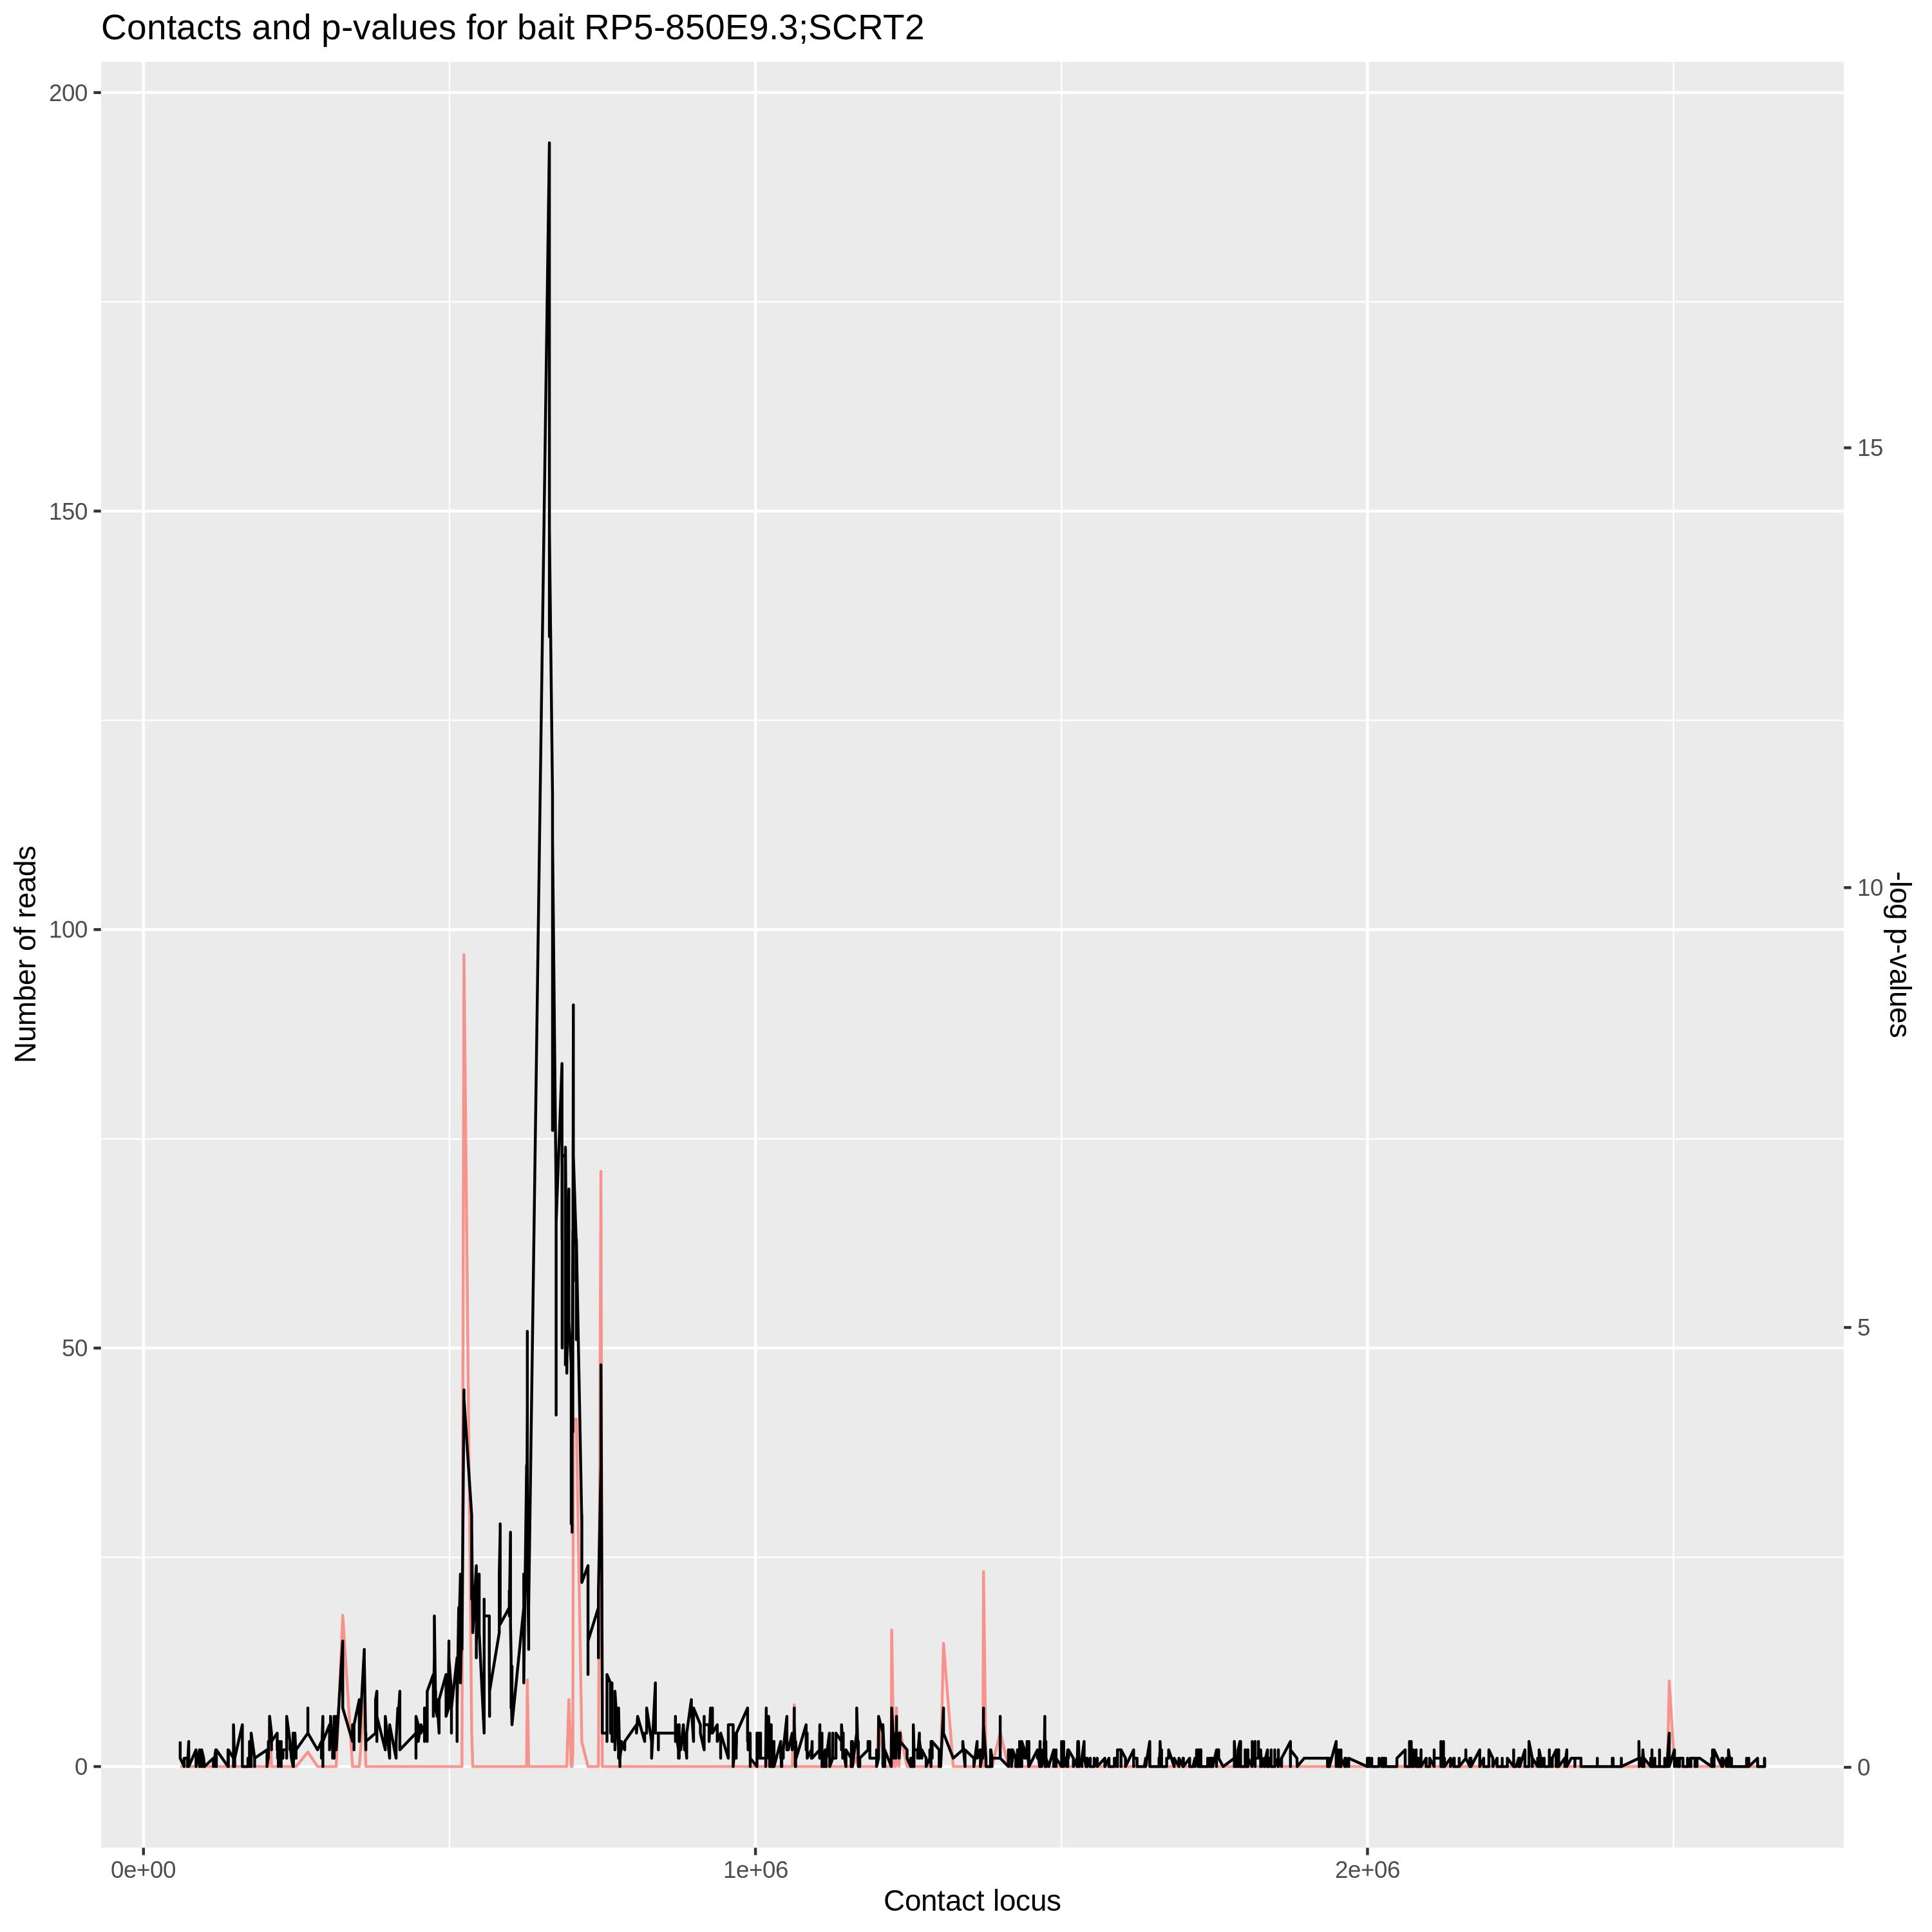 Contacts and p-values for bait RP5-850E9.3;SCRT2
200
150
100
50
0
Number of reads
15
10
5
0
-log p-values
0e+00
1e+06
2e+06
Contact locus